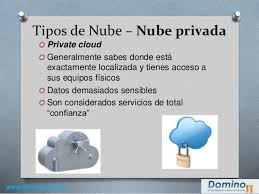 Tipos de Nube – Nube privada
Private cloud
Generalmente sabes donde está
exactamente localizada y tienes acceso a
sus equipos físicos
Datos demasiados sensibles
Son considerados servicios de total
“confianza”
Domino